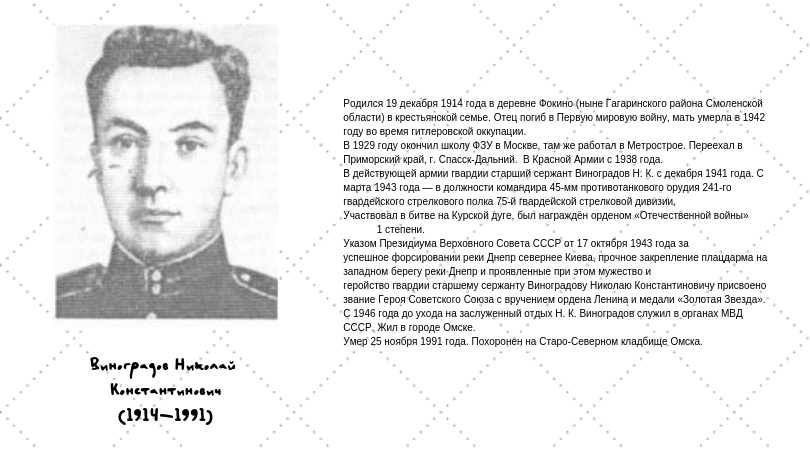 Родился 19 декабря 1914 года в деревне Фокино (ныне Гагаринского района Смоленской
области) в крестьянской семье. Отец погиб в Первую мировую войну, мать умерла в 1942
году во время гитлеровской оккупации.
В 1929 году окончил школу ФЗУ в Москве, там же работал в Метрострое. Переехал в
Приморский край, г. Спасск-Дальний.  В Красной Армии с 1938 года.
В действующей армии гвардии старший сержант Виноградов Н. К. с декабря 1941 года. С
марта 1943 года — в должности командира 45-мм противотанкового орудия 241-го
гвардейского стрелкового полка 75-й гвардейской стрелковой дивизии,
Участвовал в битве на Курской дуге, был награждён орденом «Отечественной войны»
1 степени.
Указом Президиума Верховного Совета СССР от 17 октября 1943 года за
успешное форсировании реки Днепр севернее Киева, прочное закрепление плацдарма на
западном берегу реки Днепр и проявленные при этом мужество и
геройство гвардии старшему сержанту Виноградову Николаю Константиновичу присвоено
звание Героя Советского Союза с вручением ордена Ленина и медали «Золотая Звезда».
С 1946 года до ухода на заслуженный отдых Н. К. Виноградов служил в органах МВД
СССР. Жил в городе Омске.
Умер 25 ноября 1991 года. Похоронен на Старо-Северном кладбище Омска.
Виноградов Николай
Константинович
(1914—1991)